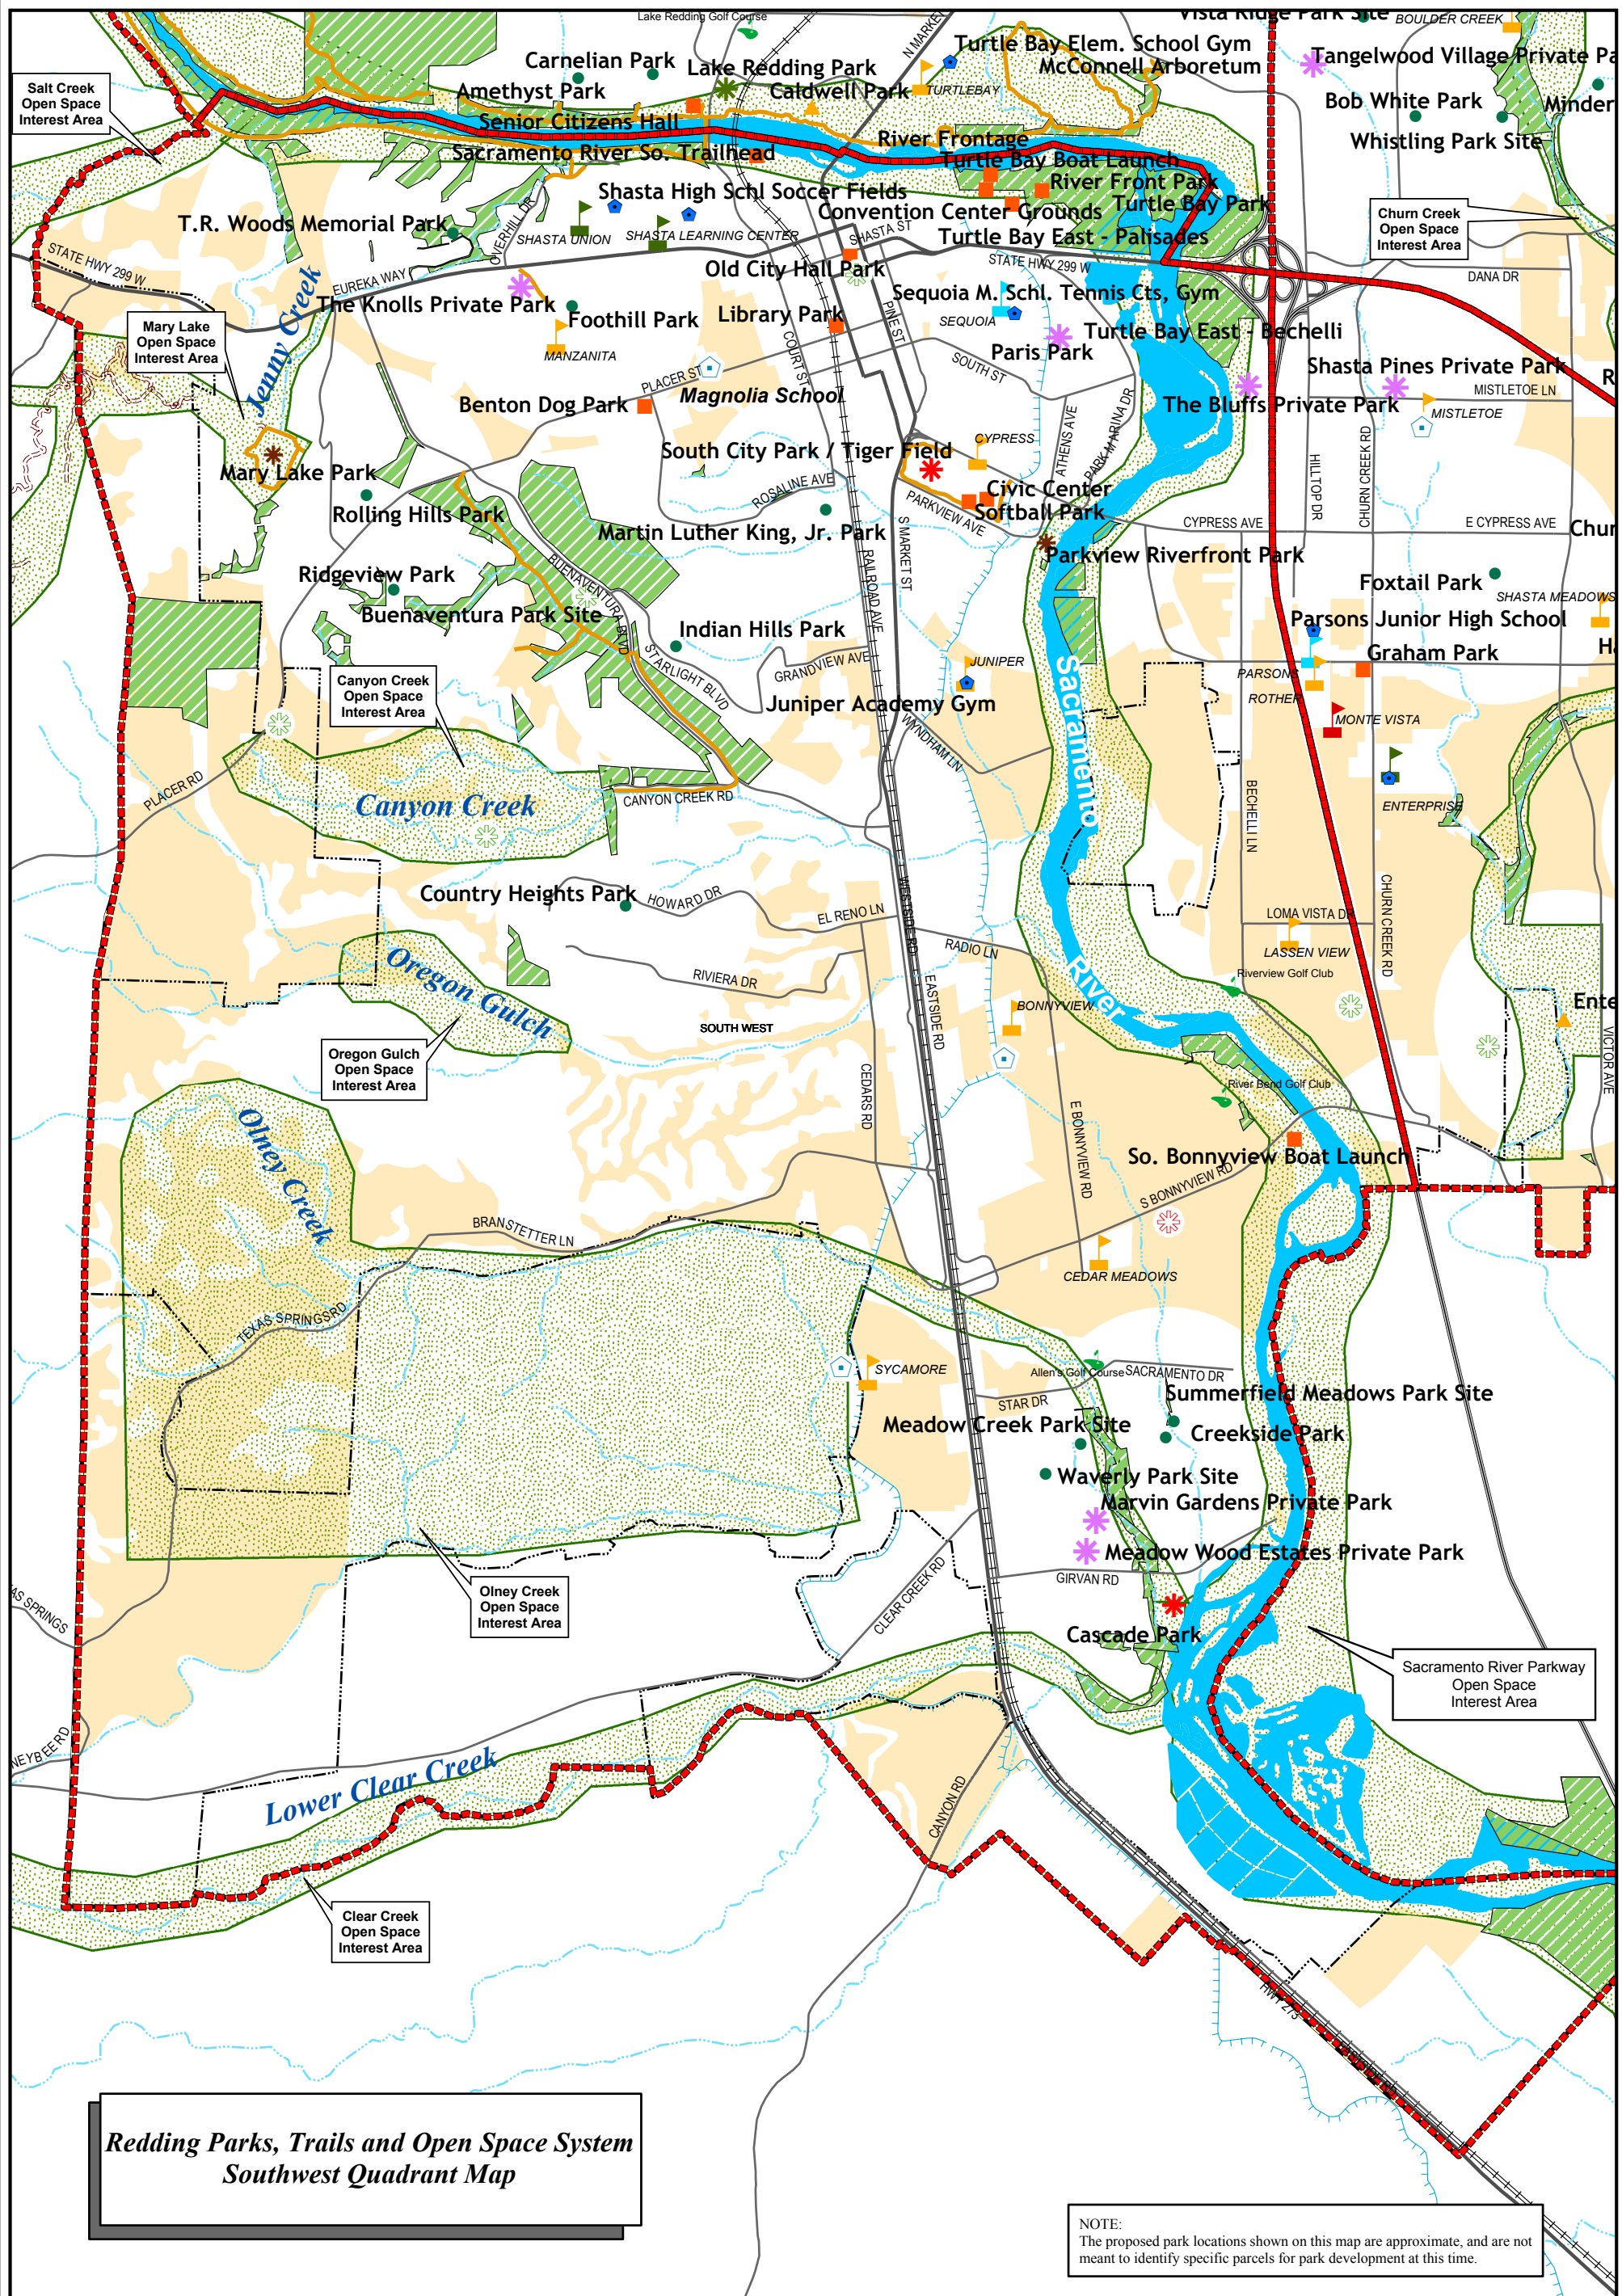 Lake Redding Golf Course
N MARKET
Vista Ridge Park Site
BOULDER CREEK
Turtle Bay Elem. School Gym
McConnell Arboretum
Tangelwood Village Private Pa
Carnelian Park
Lake Redding Park
Amethyst Park
Caldwell Park
TURTLEBAY
Bob White Park
Minder
Salt Creek
Open Space
Interest Area
Senior Citizens Hall
River Frontage
Whistling Park Site
Sacramento River So. Trailhead
Turtle Bay Boat Launch
River Front Park
Shasta High Schl Soccer Fields
Convention Center Grounds
Turtle Bay Park
Churn Creek
Open Space
Interest Area
T.R. Woods Memorial Park
OVERHILL DR
SHASTA UNION
SHASTA LEARNING CENTER
SHASTA ST
Turtle Bay East - Palisades
STATE HWY 299 W
STATE HWY 299 W
EUREKA WAY
Old City Hall Park
DANA DR
Jenny Creek
The Knolls Private Park
Foothill Park
Library Park
PINE ST
Sequoia M. Schl. Tennis Cts, Gym
SEQUOIA
Mary Lake
Open Space
Interest Area
MANZANITA
COURT ST
Turtle Bay East - Bechelli
Paris Park
SOUTH ST
Shasta Pines Private Park
R
PLACER ST
Magnolia School
MISTLETOE LN
MISTLETOE
Benton Dog Park
The Bluffs Private Park
PARK MARINA DR
ATHENS AVE
CYPRESS
South City Park / Tiger Field
HILLTOP DR
CHURN CREEK RD
Mary Lake Park
ROSALINE AVE
Civic Center
Softball Park
PARKVIEW AVE
Rolling Hills Park
Martin Luther King, Jr. Park
S MARKET ST
CYPRESS AVE
E CYPRESS AVE
Chur
Parkview Riverfront Park
RAILROAD AVE
BUENAVENTURA BLVD
Ridgeview Park
Foxtail Park
SHASTA MEADOWS
Buenaventura Park Site
Parsons Junior High School
Indian Hills Park
Graham Park
H
STARLIGHT BLVD
GRANDVIEW AVE
JUNIPER
PARSONS
ROTHER
Canyon Creek
Open Space
Interest Area
Juniper Academy Gym
MONTE VISTA
WYNDHAM LN
Sacramento
PLACER RD
Canyon Creek
CANYON CREEK RD
BECHELLI LN
ENTERPRISE
Country Heights Park
HOWARD DR
EL RENO LN
WESTSIDE RD
CHURN CREEK RD
LOMA VISTA DR
LASSEN VIEW
RADIO LN
River
Riverview Golf Club
Oregon Gulch
RIVIERA DR
EASTSIDE RD
BONNYVIEW
Ente
SOUTH WEST
VICTOR AVE
Oregon Gulch
Open Space
Interest Area
CEDARS RD
River Bend Golf Club
Olney Creek
E BONNYVIEW RD
So. Bonnyview Boat Launch
S BONNYVIEW RD
BRANSTETTER LN
CEDAR MEADOWS
TEXAS SPRINGS RD
SYCAMORE
Allen's Golf Course
SACRAMENTO DR
STAR DR
Summerfield Meadows Park Site
Meadow Creek Park Site
Creekside Park
Waverly Park Site
Marvin Gardens Private Park
Meadow Wood Estates Private Park
GIRVAN RD
CLEAR CREEK RD
Olney Creek
Open Space
Interest Area
AS SPRINGS
Cascade Park
Sacramento River Parkway
Open Space
Interest Area
NEYBEE RD
Lower Clear Creek
CANYON RD
Clear Creek
Open Space
Interest Area
HWY 273
Redding Parks, Trails and Open Space System
Southwest Quadrant Map
NOTE:
The proposed park locations shown on this map are approximate, and are not
meant to identify specific parcels for park development at this time.